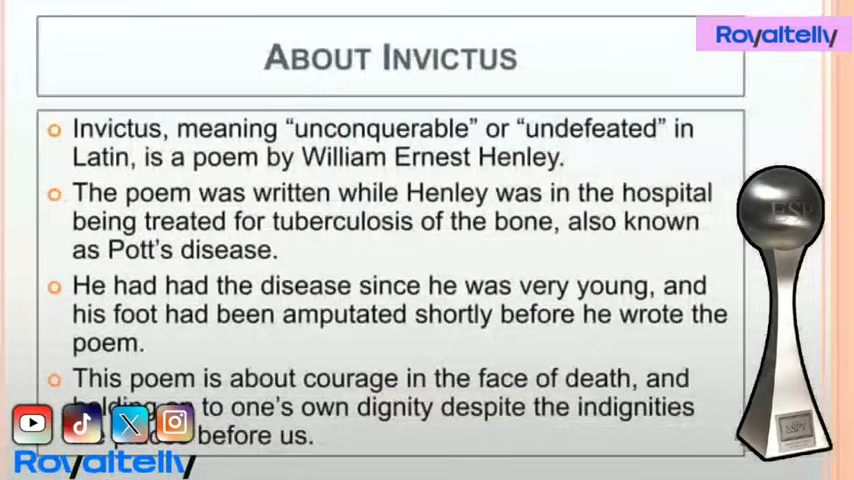 Royaltelly
ABOUT INVICTUS
Invictus, meaning “unconquerable” or “undefeated” in
Latin, is a poem by William Ernest Henley.
The poem was written while Henley was in the hospital
being treated for tuberculosis of the bone, also known
as Pott's disease.
He had had the disease since he was very young, and
his foot had been amputated shortly before he wrote the
poem.
This poem is about courage in the face of death, and
to one's own dignity despite the indignities
before us.
ESPY
Royaltelly